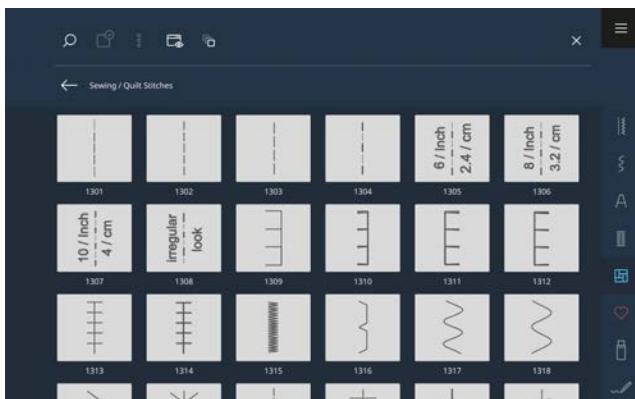 Sewing / Quilt Stitches
6 / Inch
2.4 / cm
8 / Inch
3.2 / cm
1301 1302 1303 1304 1305 1306
10 / Inch
4 / cm
irregular
look
1307 1308 1309 1310 1311 1312
1313 1314 1315 1316 1317 1318